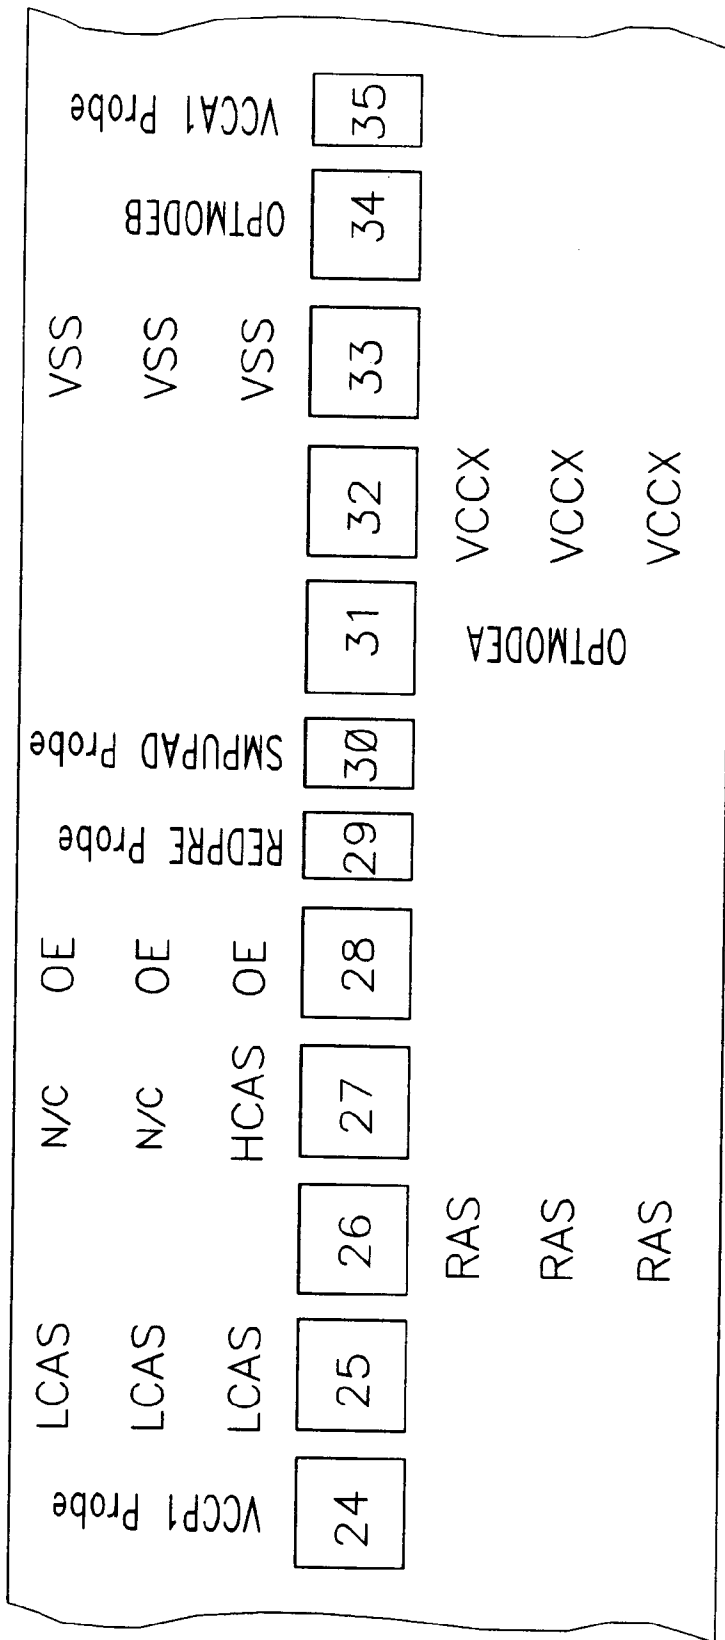 VCCA1 Probe 35
OPTMODEB 34
VSS VSS VSS 33
32 VCCX VCCX VCCX
31 OPTMODEA
SMPUPAD Probe 30
REDPRE Probe 29
OE OE OE 28
N/C N/C HCAS 27
26 RAS RAS RAS
LCAS LCAS LCAS 25
VCCP1 Probe 24